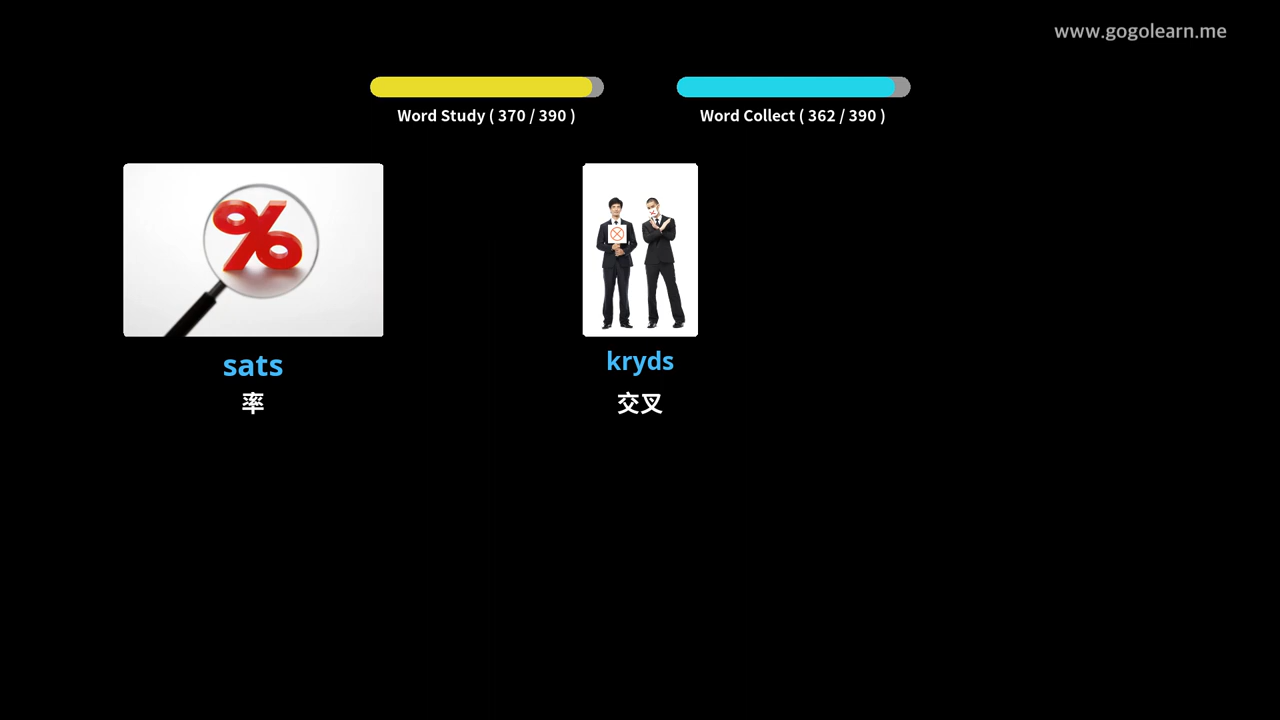 www.gogolearn.me
Word Study ( 370 / 390 )
Word Collect ( 362 / 390 )
%
sats
率
kryds
交叉